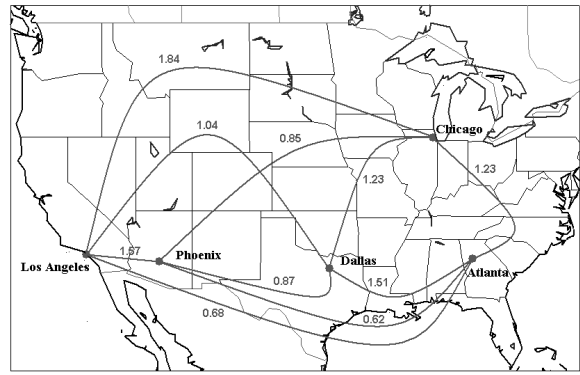 1.84
1.04
Chicago
0.85
1.23
1.23
1.57
Phoenix
Los Angeles
Dallas
Atlanta
0.87
1.51
0.68
0.62